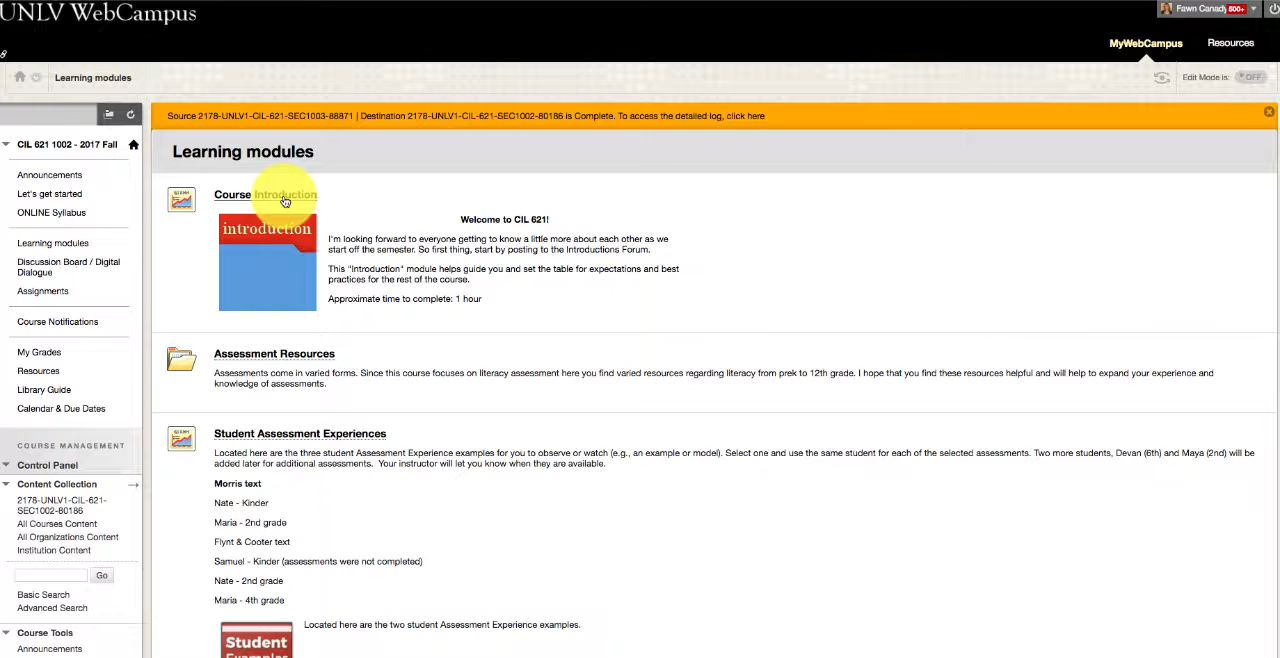 UNLV WebCampus
Fawn Canady 500+
MyWebCampus Resources
Learning modules
Edit Mode is: OFF
Source 2178-UNLV1-CIL-621-SEC1003-88871 | Destination 2178-UNLV1-CIL-621-SEC1002-80186 is Complete. To access the detailed log, click here
CIL 621 1002 - 2017 Fall
Announcements
Let's get started
ONLINE Syllabus
Learning modules
Discussion Board / Digital
Dialogue
Assignments
Course Notifications
My Grades
Resources
Library Guide
Calendar & Due Dates
COURSE MANAGEMENT
Control Panel
Content Collection
2178-UNLV1-CIL-621-
SEC1002-80186
All Courses Content
All Organizations Content
Institution Content
Go
Basic Search
Advanced Search
Course Tools
Announcements
Learning modules
Course Introduction
introduction
Welcome to CIL 621!
I'm looking forward to everyone getting to know a little more about each other as we
start off the semester. So first thing, start by posting to the Introductions Forum.
This "Introduction" module helps guide you and set the table for expectations and best
practices for the rest of the course.
Approximate time to complete: 1 hour
Assessment Resources
Assessments come in varied forms. Since this course focuses on literacy assessment here you find varied resources regarding literacy from prek to 12th grade. I hope that you find these resources helpful and will help to expand your experience and
knowledge of assessments.
Student Assessment Experiences
Located here are the three student Assessment Experience examples for you to observe or watch (e.g., an example or model). Select one and use the same student for each of the selected assessments. Two more students, Devan (6th) and Maya (2nd) will be
added later for additional assessments. Your instructor will let you know when they are available.
Morris text
Nate - Kinder
Maria - 2nd grade
Flynt & Cooter text
Samuel - Kinder (assessments were not completed)
Nate - 2nd grade
Maria - 4th grade
Located here are the two student Assessment Experience examples.
Student
Examples